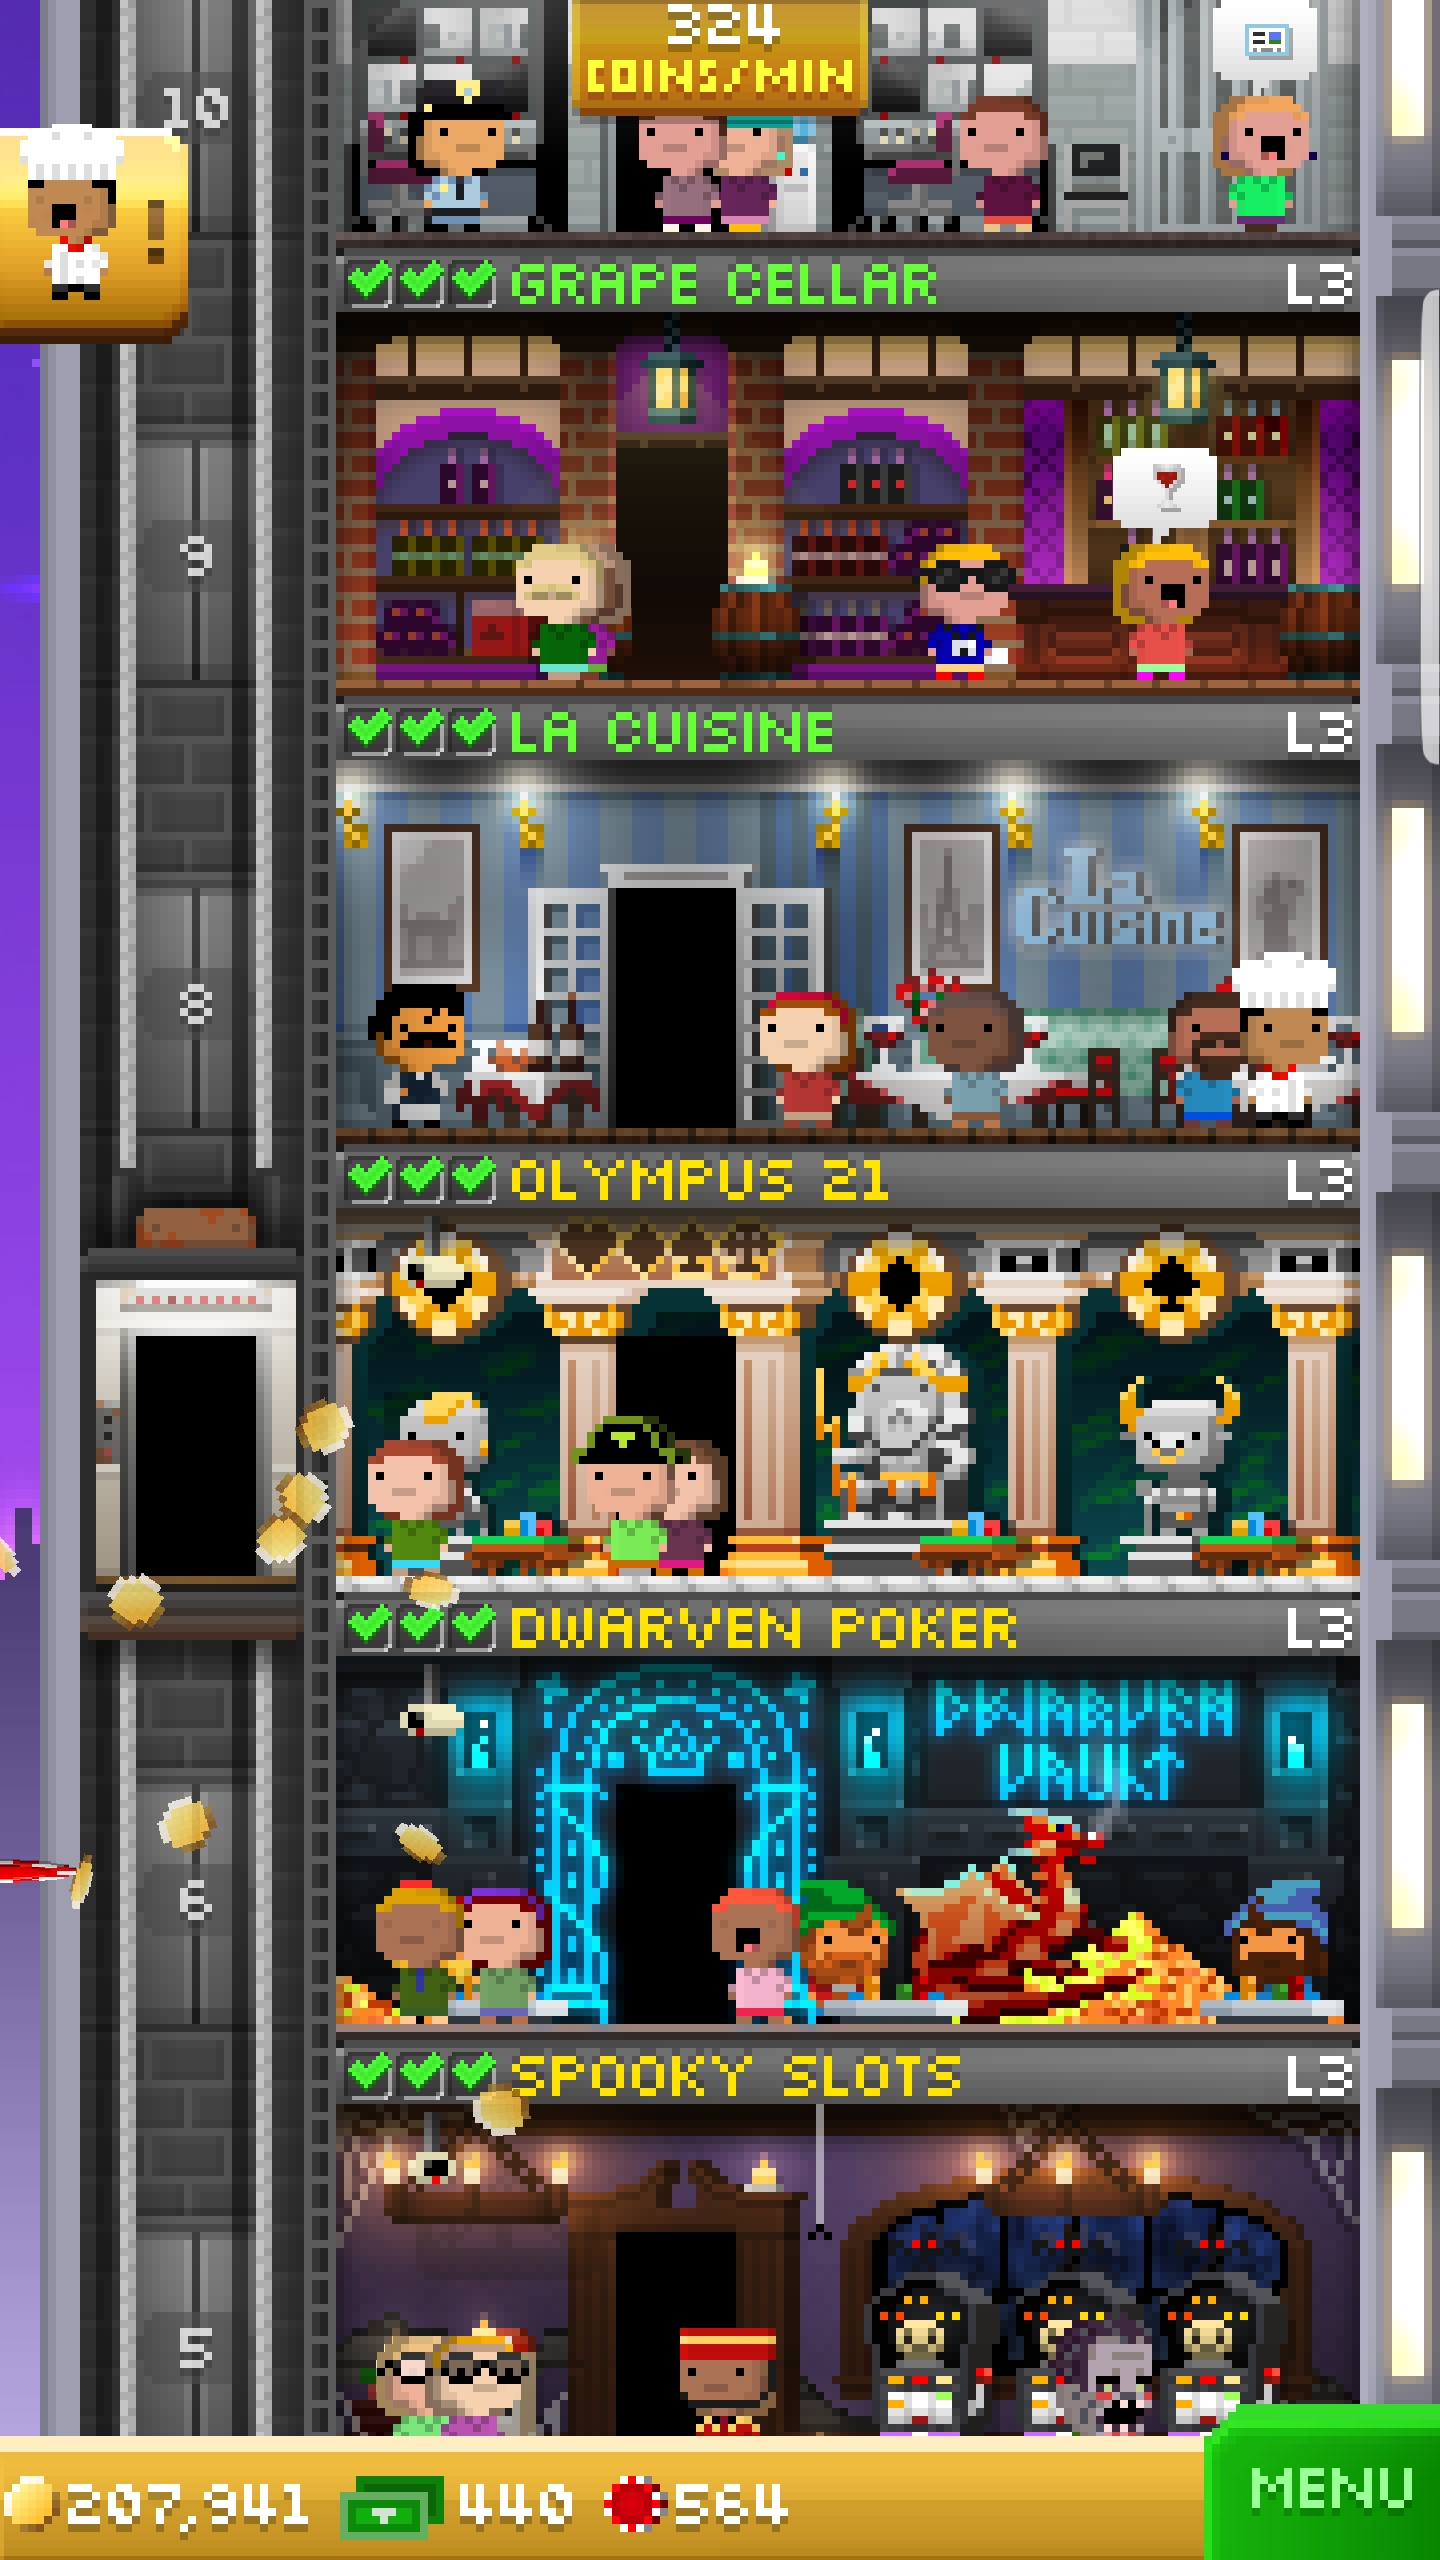 324
COINS/MIN
10
!
GRAPE CELLAR L3
9
LA CUISINE L3
La
Cuisine
8
OLYMPUS 21 L3
DWARVEN POKER L3
DWARVEN
VAULT
6
SPOOKY SLOTS L3
5
207,941 440 564
MENU